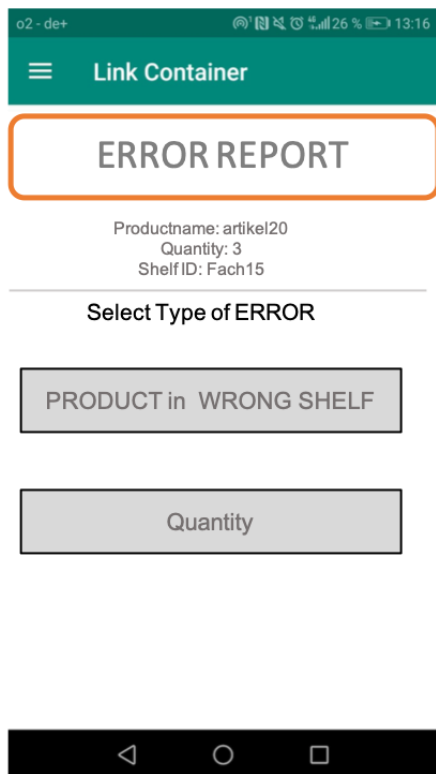 o2 - de+ 26 % 13:16
Link Container
ERROR REPORT
Productname: artikel20
Quantity: 3
Shelf ID: Fach15
Select Type of ERROR
PRODUCT in WRONG SHELF
Quantity